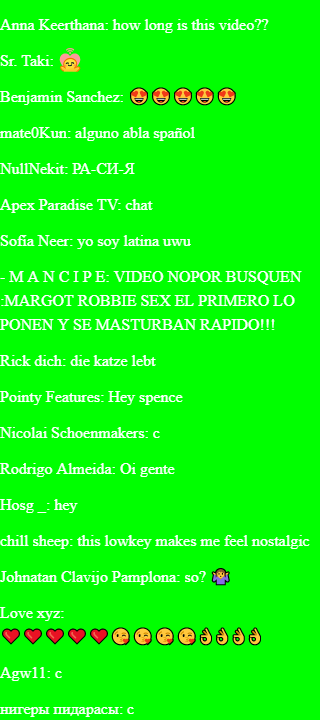 Anna Keerthana: how long is this video??
Sr. Taki: 🙆
Benjamin Sanchez: 😍😍😍😍😍
mate0Kun: alguno abla spañol
NullNekit: РА-СИ-Я
Apex Paradise TV: chat
Sofia Neer: yo soy latina uwu
- M A N C I P E: VIDEO NOPOR BUSQUEN
:MARGOT ROBBIE SEX EL PRIMERO LO
PONEN Y SE MASTURBAN RAPIDO!!!
Rick dich: die katze lebt
Pointy Features: Hey spence
Nicolai Schoenmakers: c
Rodrigo Almeida: Oi gente
Hosg _: hey
chill sheep: this lowkey makes me feel nostalgic
Johnatan Clavijo Pamplona: so? 🤷‍♀️
Love xyz:
❤️❤️❤️❤️❤️😘😘😘😘👌👌👌👌
Agw11: c
нигеры пидарасы: c